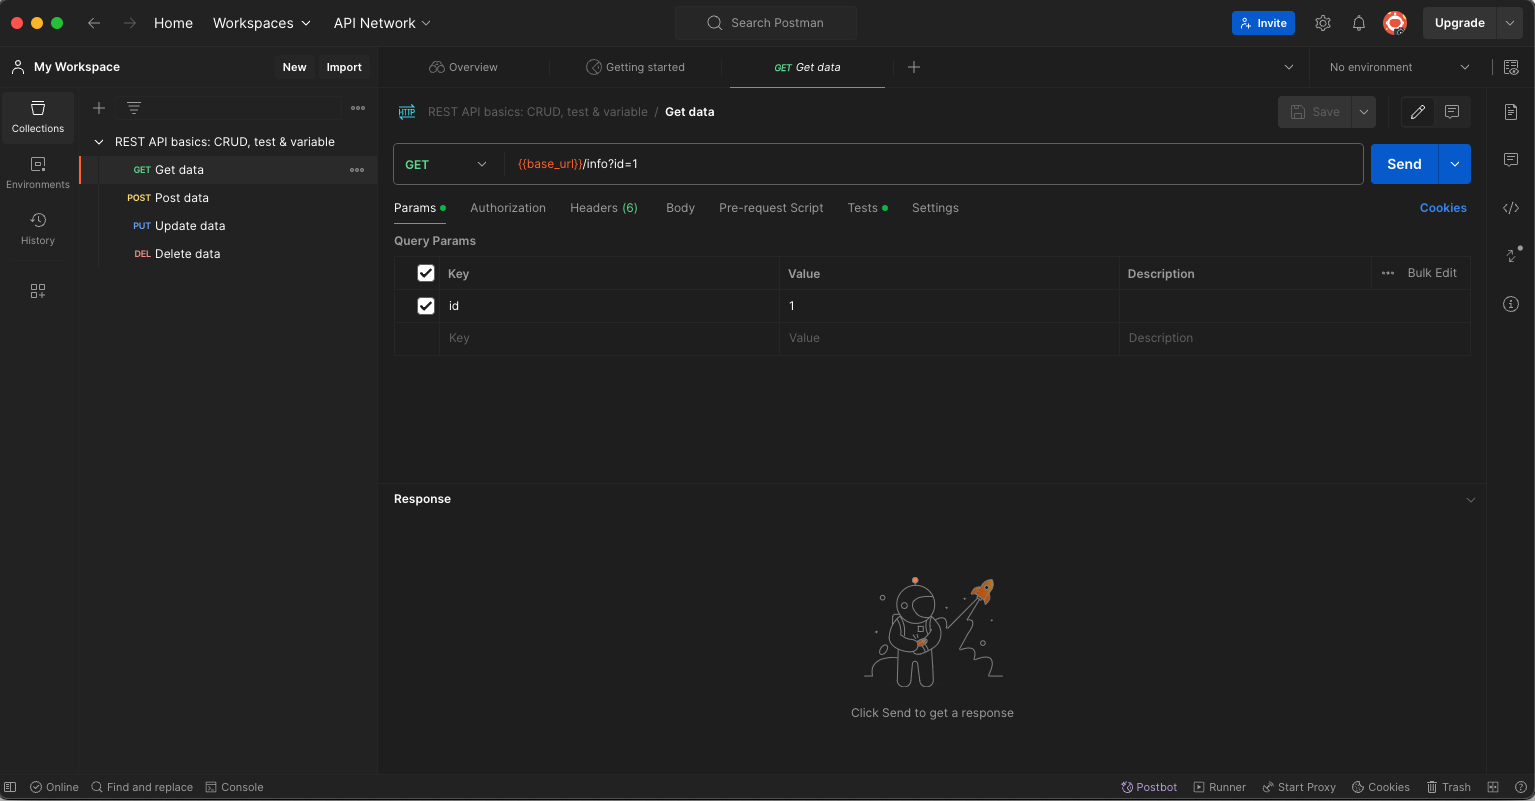 Home Workspaces API Network Search Postman Invite Upgrade
My Workspace New Import Overview Getting started GET Get data No environment
Collections
Environments
History
REST API basics: CRUD, test & variable
GET Get data
POST Post data
PUT Update data
DEL Delete data
HTTP REST API basics: CRUD, test & variable / Get data Save
GET {{base_url}}/info?id=1 Send
Params Authorization Headers (6) Body Pre-request Script Tests Settings Cookies
Query Params
Key Value Description Bulk Edit
id 1
Key Value Description
Response
Click Send to get a response
Online Find and replace Console Postbot Runner Start Proxy Cookies Trash